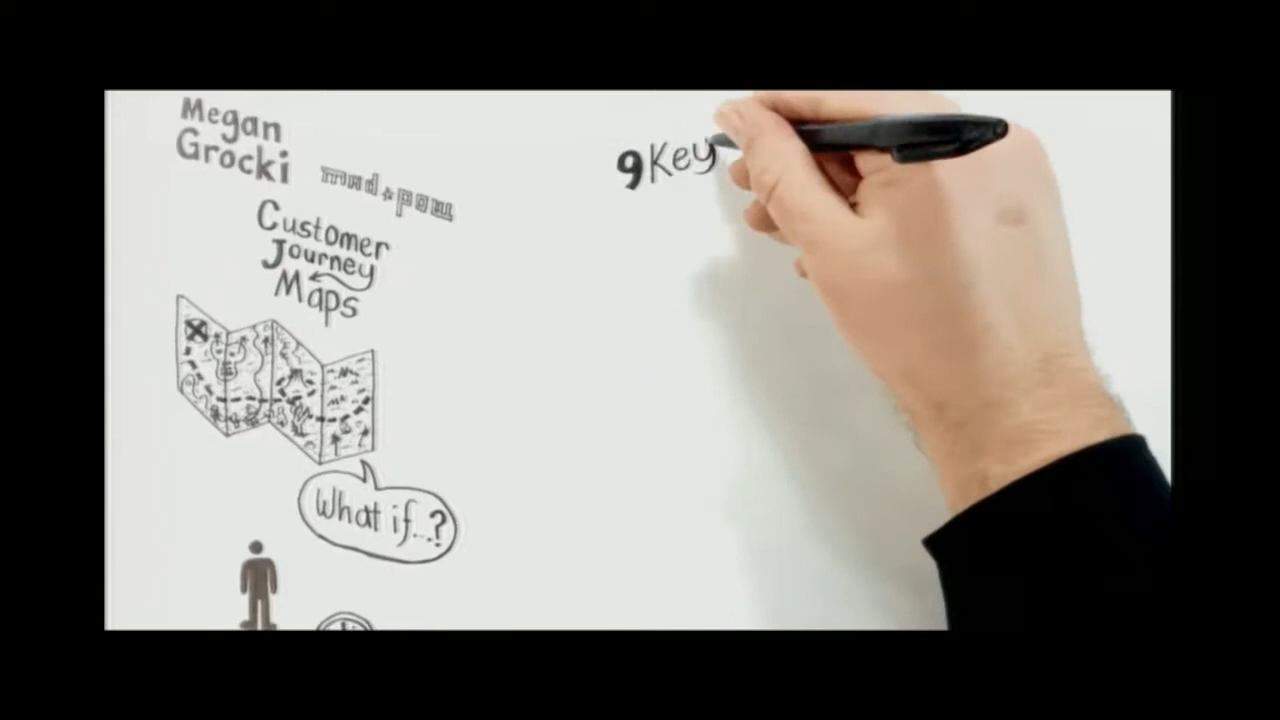 Megan
Grocki
mad*pow
Customer
Journey
Maps
What if...?
9 Key